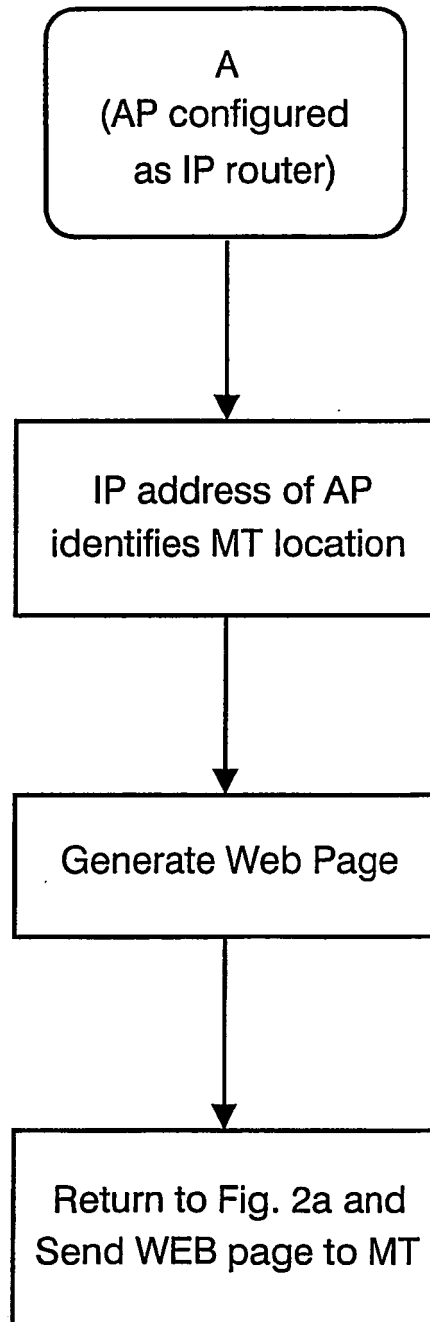 A
(AP configured
as IP router)
IP address of AP
identifies MT location
Generate Web Page
Return to Fig. 2a and
Send WEB page to MT